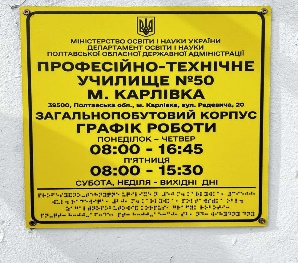 МІНІСТЕРСТВО ОСВІТИ І НАУКИ УКРАЇНИ
ДЕПАРТАМЕНТ ОСВІТИ І НАУКИ
ПОЛТАВСЬКОЇ ОБЛАСНОЇ ДЕРЖАВНОЇ АДМІНІСТРАЦІЇ
ПРОФЕСІЙНО-ТЕХНІЧНЕ
УЧИЛИЩЕ №50
М. КАРЛІВКА
39500, Полтавська обл., м. Карлівка, вул. Радевича, 20
ЗАГАЛЬНОПОБУТОВИЙ КОРПУС
ГРАФІК РОБОТИ
ПОНЕДІЛОК – ЧЕТВЕР
08:00 - 16:45
П'ЯТНИЦЯ
08:00 - 15:30
СУБОТА, НЕДІЛЯ - ВИХІДНІ ДНІ